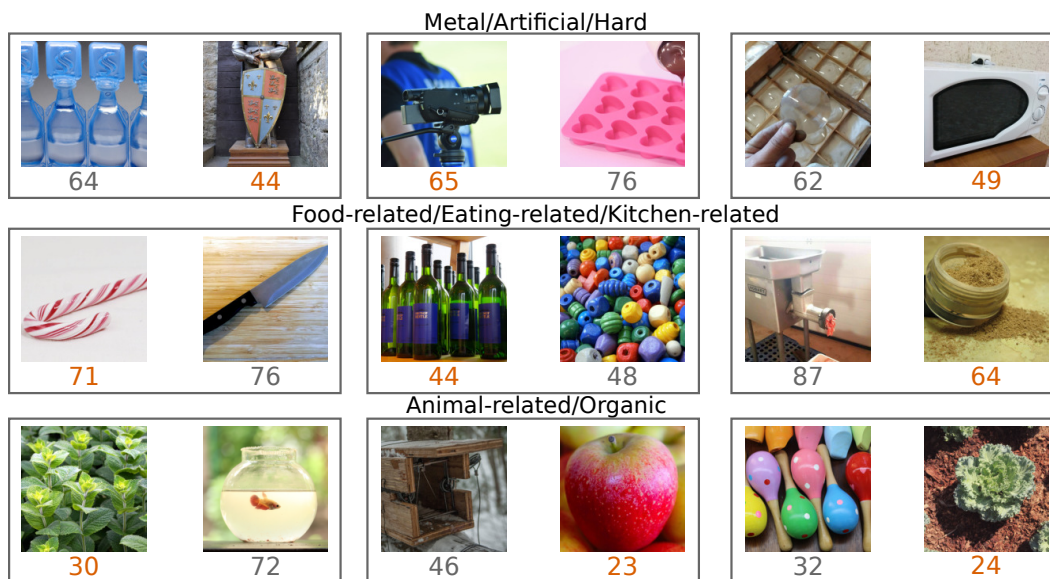 Metal/Artificial/Hard
64 44 65 76 62 49
Food-related/Eating-related/Kitchen-related
71 76 44 48 87 64
Animal-related/Organic
30 72 46 23 32 24